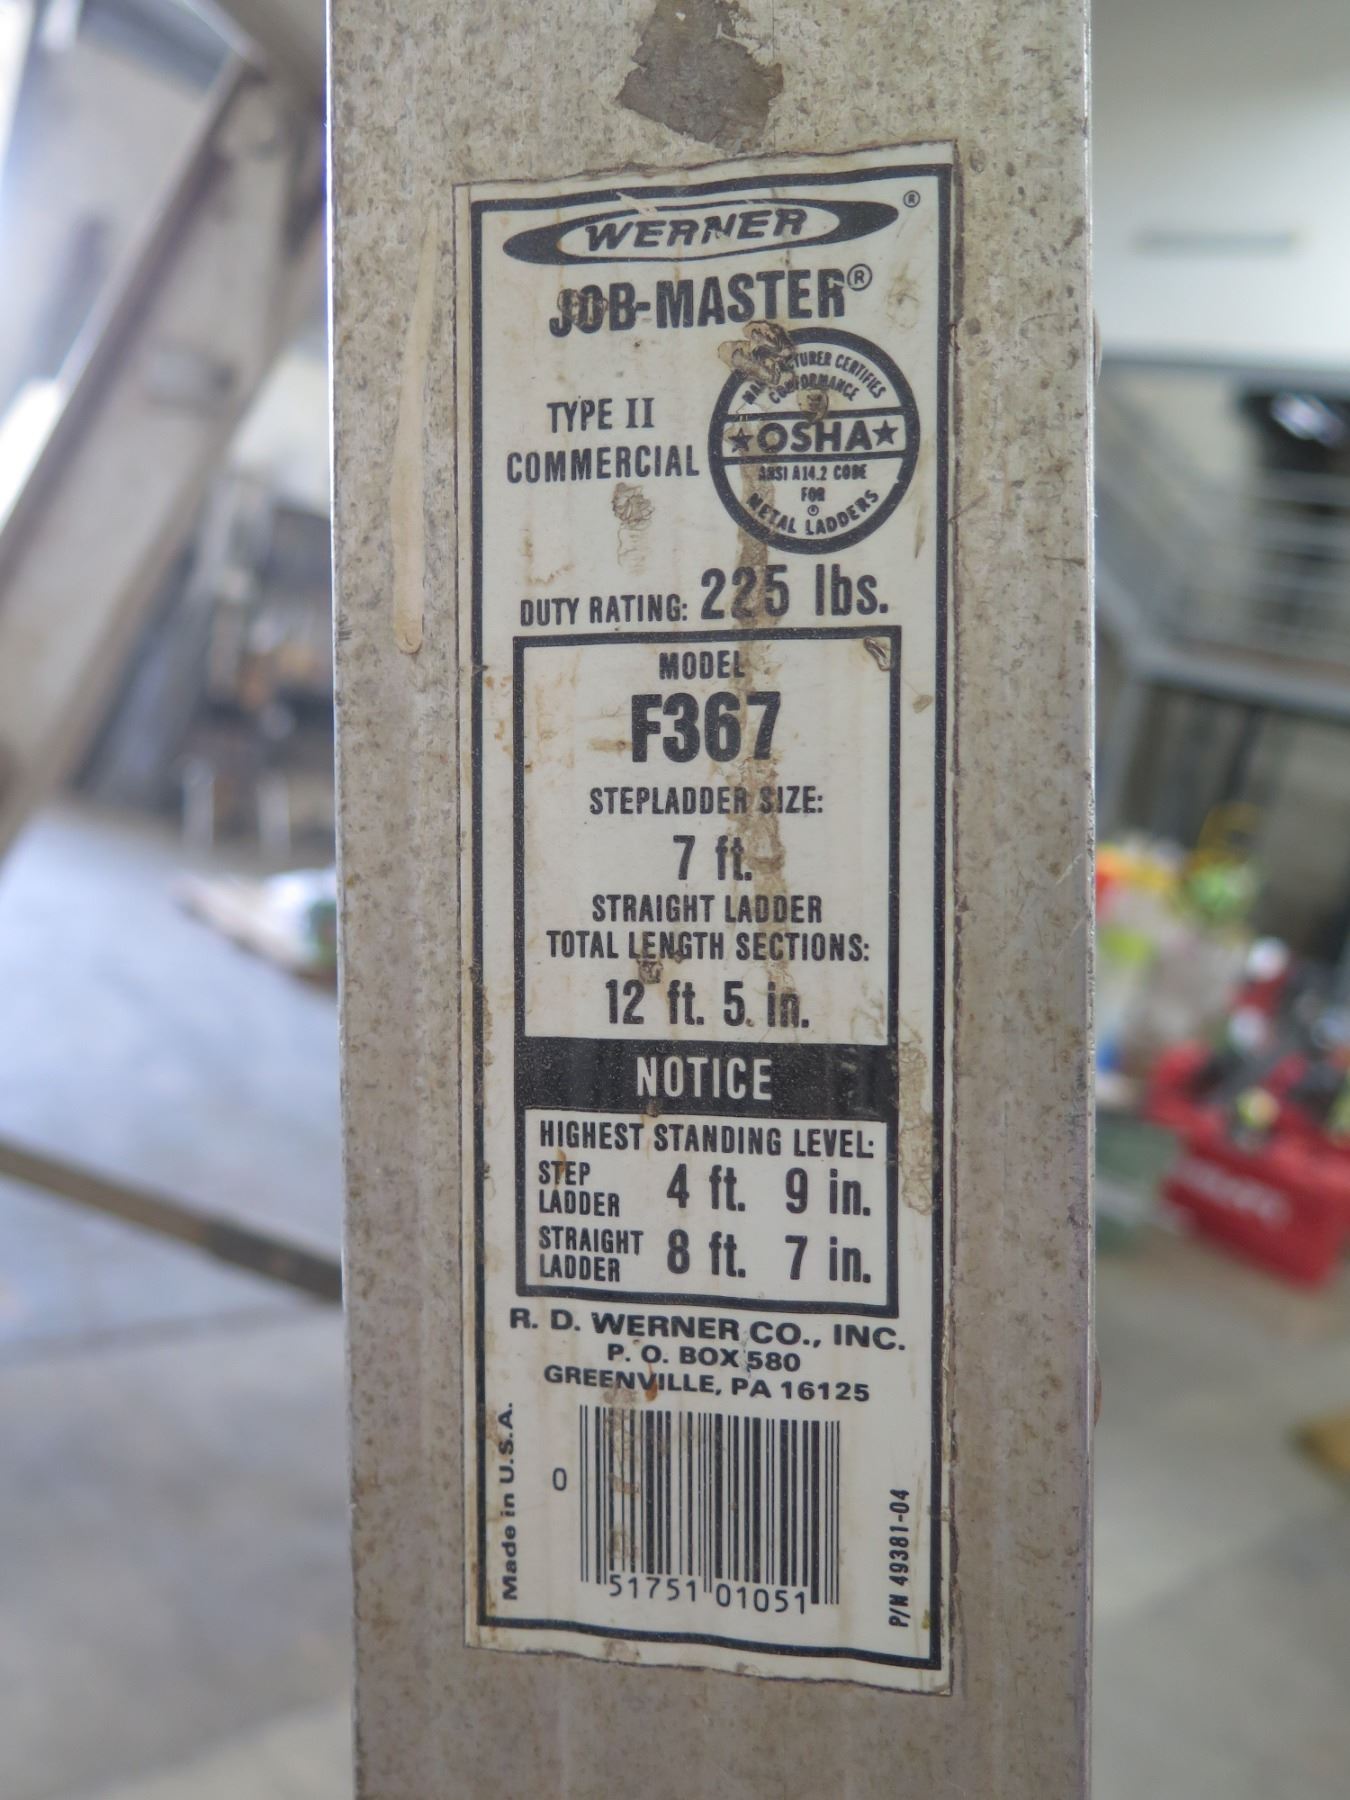 WERNER ®
JOB-MASTER®
TYPE II
COMMERCIAL
CERTIFIES
CONFORMANCE
★OSHA★
ANSI A14.2 CODE
FOR
METAL LADDERS
DUTY RATING: 225 lbs.
MODEL
F367
STEPLADDER SIZE:
7 ft.
STRAIGHT LADDER
TOTAL LENGTH SECTIONS:
12 ft. 5 in.
NOTICE
HIGHEST STANDING LEVEL:
STEP
LADDER 4 ft. 9 in.
STRAIGHT
LADDER 8 ft. 7 in.
R. D. WERNER CO., INC.
P. O. BOX 580
GREENVILLE, PA 16125
Made in U.S.A.
0 51751 01051
P/N 49381-04